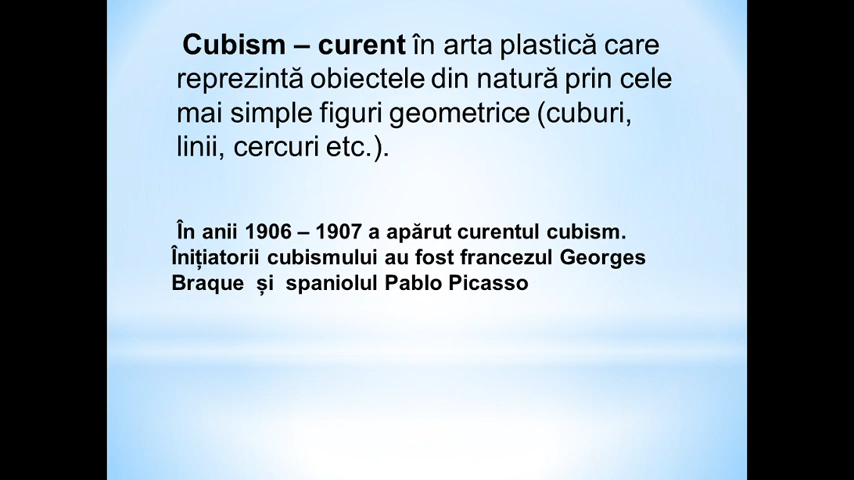 Cubism – curent în arta plastică care
reprezintă obiectele din natură prin cele
mai simple figuri geometrice (cuburi,
linii, cercuri etc.).
În anii 1906 – 1907 a apărut curentul cubism.
Înițiatorii cubismului au fost francezul Georges
Braque și spaniolul Pablo Picasso